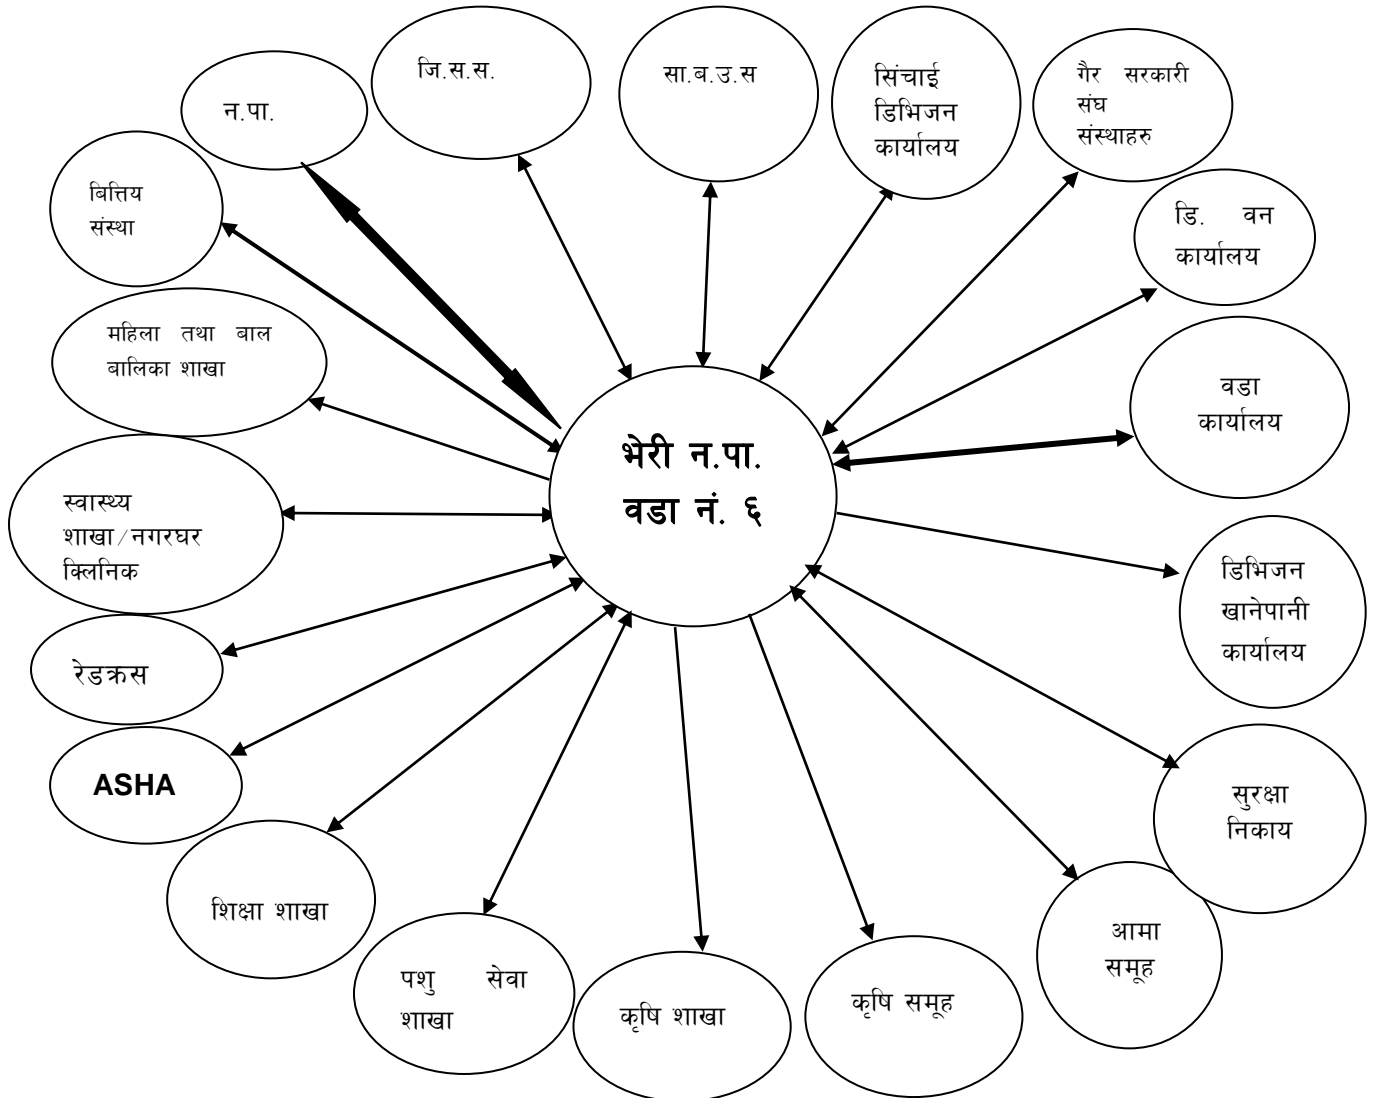 जि.स.स.
सा.ब.उ.स
सिंचाई
डिभिजन
कार्यालय
गैर सरकारी
संघ
संस्थाहरु
न.पा.
बित्तिय
संस्था
डि. वन
कार्यालय
महिला तथा बाल
बालिका शाखा
वडा
कार्यालय
भेरी न.पा.
वडा नं. ६
स्वास्थ्य
शाखा/नगरघर
क्लिनिक
डिभिजन
खानेपानी
कार्यालय
रेडक्रस
ASHA
सुरक्षा
निकाय
शिक्षा शाखा
आमा
समूह
पशु सेवा
शाखा
कृषि शाखा
कृषि समूह